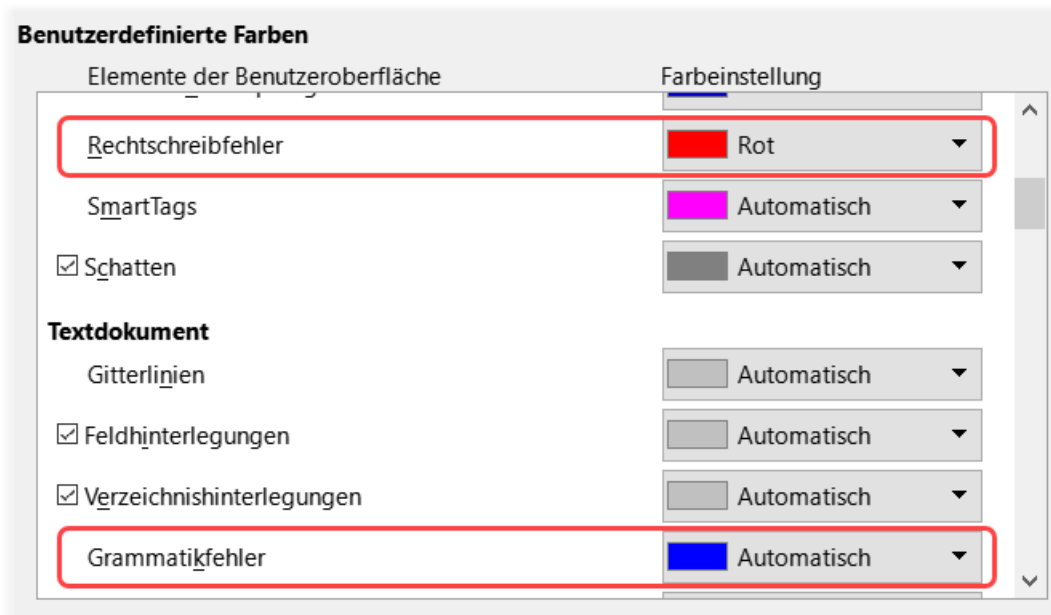 Benutzerdefinierte Farben
Elemente der Benutzeroberfläche Farbeinstellung
Rechtschreibfehler Rot
SmartTags Automatisch
Schatten Automatisch
Textdokument
Gitterlinien Automatisch
Feldhinterlegungen Automatisch
Verzeichnishinterlegungen Automatisch
Grammatikfehler Automatisch